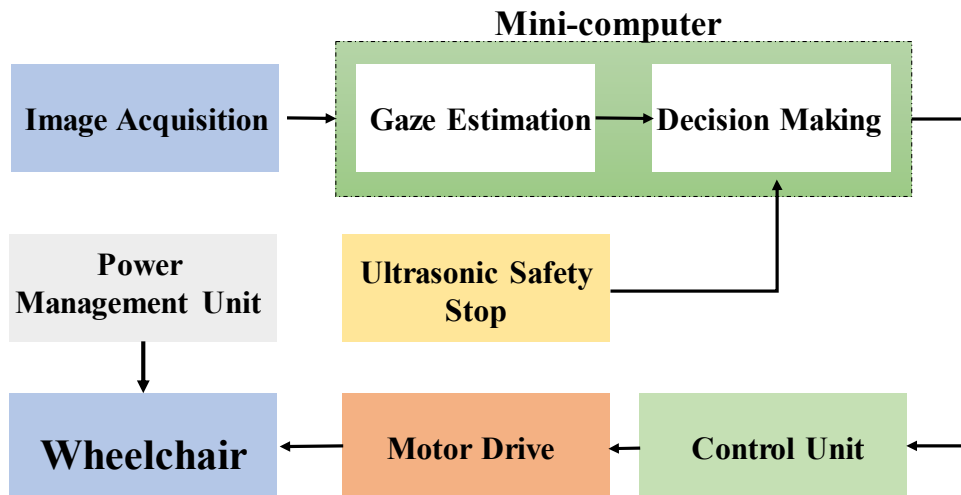 Mini-computer
Image Acquisition
Gaze Estimation
Decision Making
Power
Management Unit
Ultrasonic Safety
Stop
Wheelchair
Motor Drive
Control Unit